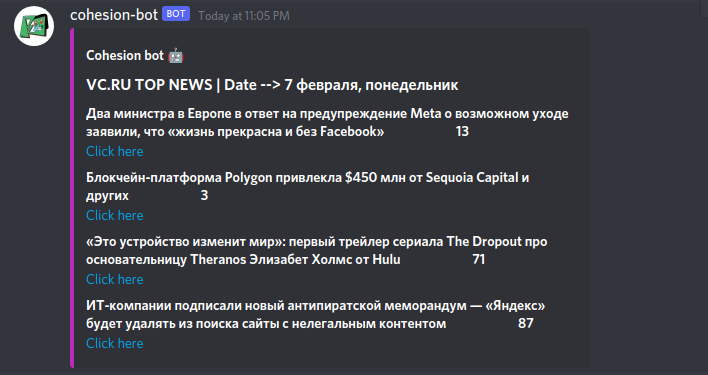 cohesion-bot BOT Today at 11:05 PM
Cohesion bot 🤖
VC.RU TOP NEWS | Date --> 7 февраля, понедельник
Два министра в Европе в ответ на предупреждение Meta о возможном уходе
заявили, что «жизнь прекрасна и без Facebook» 13
Click here
Блокчейн-платформа Polygon привлекла $450 млн от Sequoia Capital и
других 3
Click here
«Это устройство изменит мир»: первый трейлер сериала The Dropout про
основательницу Theranos Элизабет Холмс от Hulu 71
Click here
ИТ-компании подписали новый антипиратской меморандум — «Яндекс»
будет удалять из поиска сайты с нелегальным контентом 87
Click here